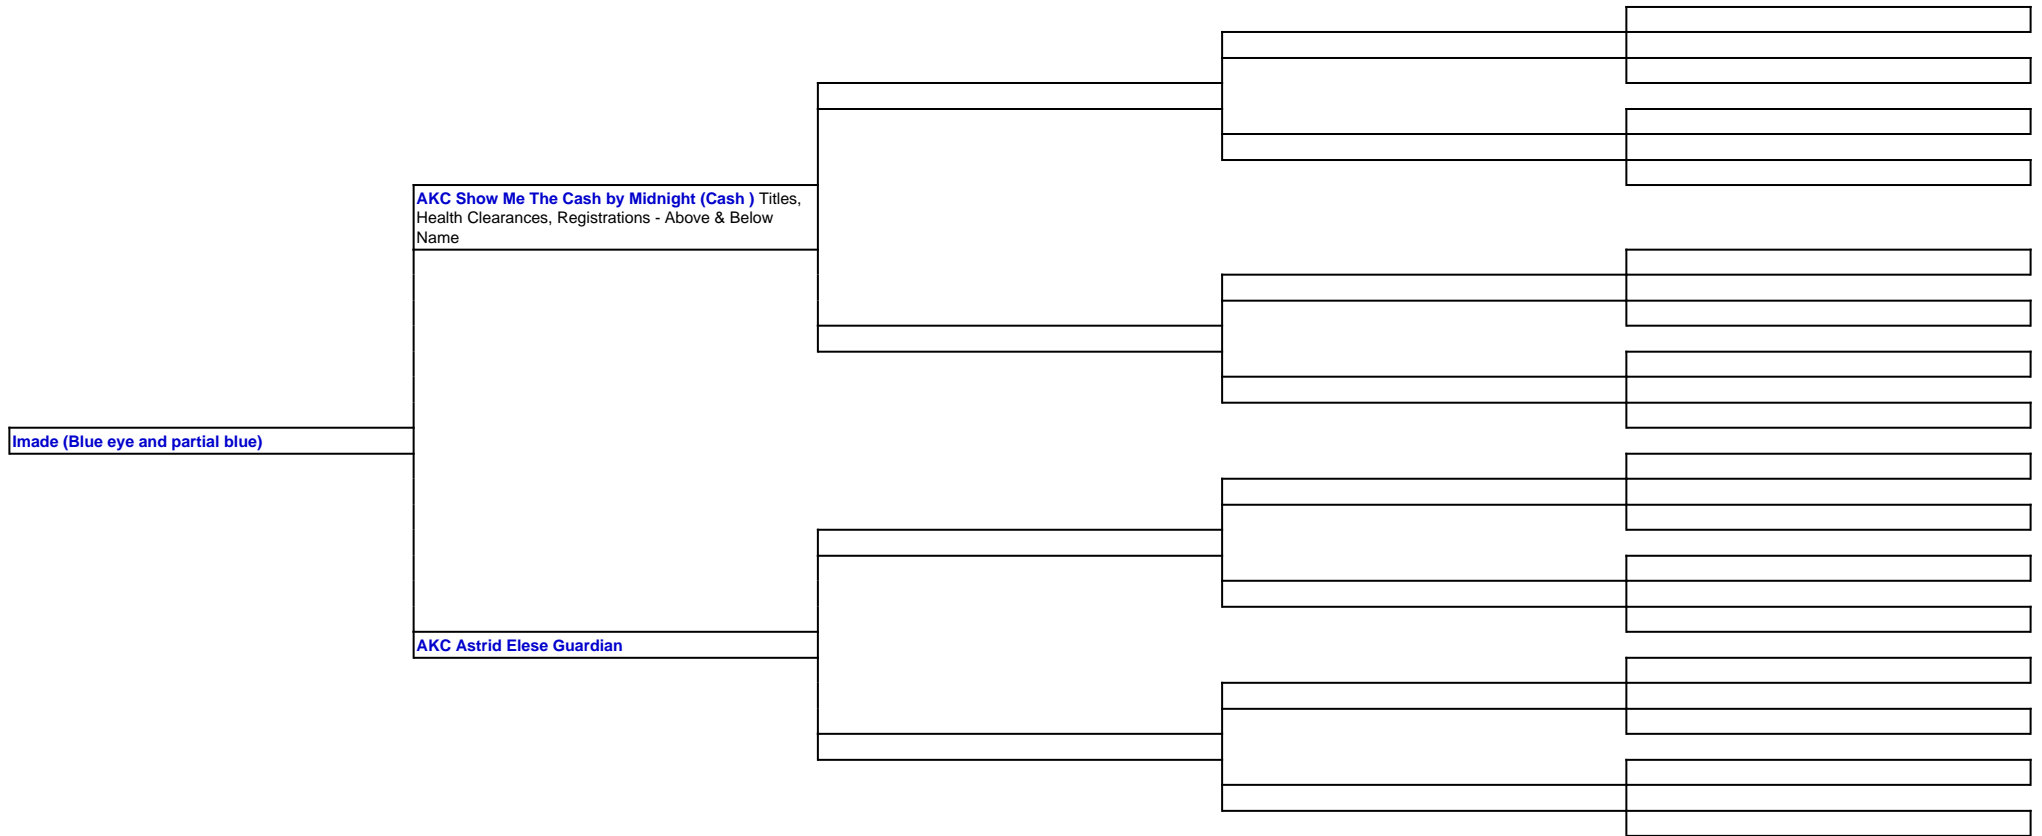 AKC Show Me The Cash by Midnight (Cash ) Titles,
Health Clearances, Registrations - Above & Below
Name
Imade (Blue eye and partial blue)
AKC Astrid Elese Guardian